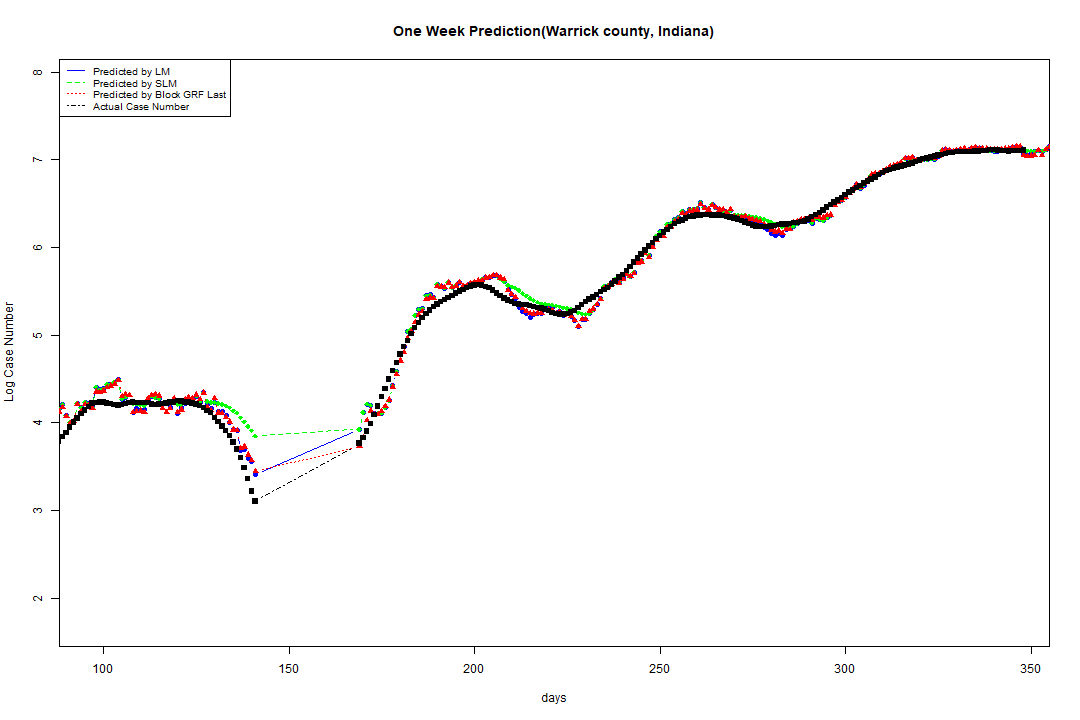 One Week Prediction(Warrick county, Indiana)
Predicted by LM
Predicted by SLM
Predicted by Block GRF Last
Actual Case Number
Log Case Number
8
7
6
5
4
3
2
100 150 200 250 300 350
days